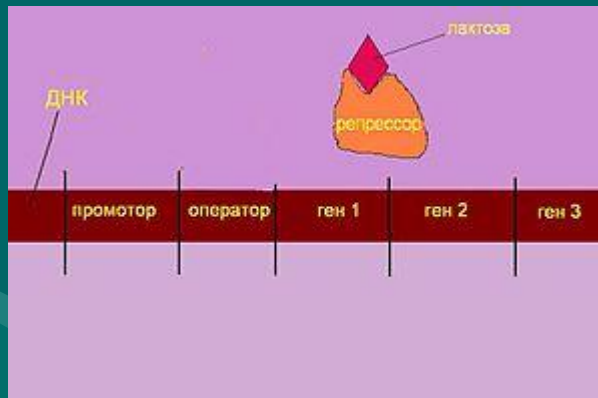 лактоза
ДНК
репрессор
промотор
оператор
ген 1
ген 2
ген 3